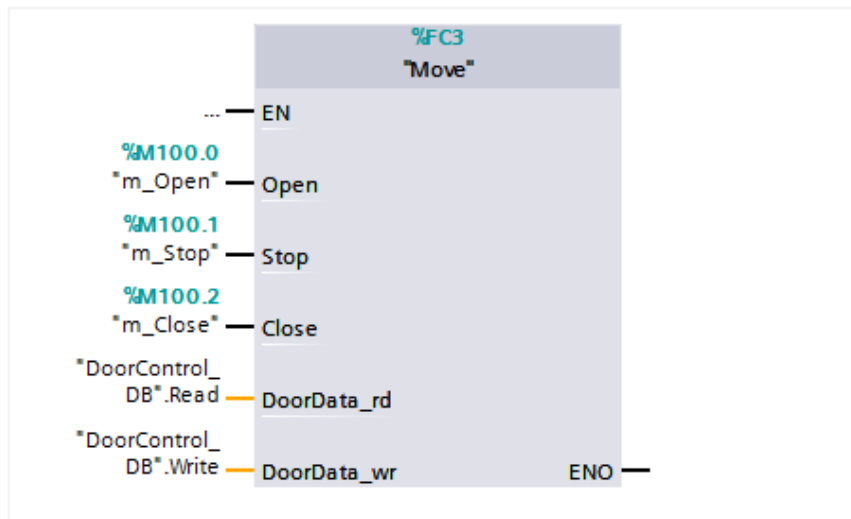 %FC3
"Move"
... EN
%M100.0
"m_Open" Open
%M100.1
"m_Stop" Stop
%M100.2
"m_Close" Close
"DoorControl_
DB".Read DoorData_rd
"DoorControl_
DB".Write DoorData_wr ENO